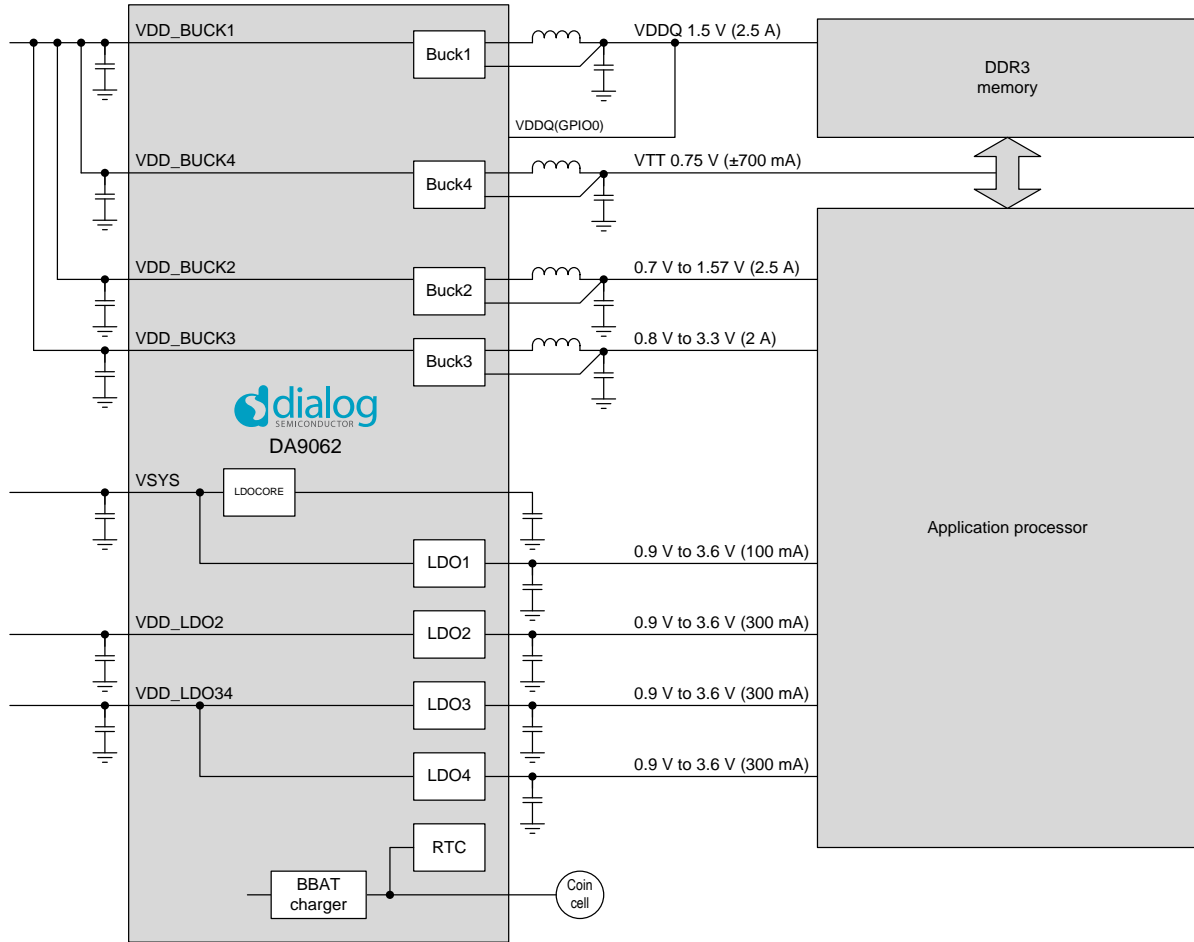 VDD_BUCK1
Buck1
VDDQ 1.5 V (2.5 A)
DDR3
memory
VDDQ(GPIO0)
VDD_BUCK4
Buck4
VTT 0.75 V (±700 mA)
VDD_BUCK2
Buck2
0.7 V to 1.57 V (2.5 A)
VDD_BUCK3
Buck3
0.8 V to 3.3 V (2 A)
dialog
SEMICONDUCTOR
DA9062
VSYS
LDOCORE
Application processor
LDO1
0.9 V to 3.6 V (100 mA)
VDD_LDO2
LDO2
0.9 V to 3.6 V (300 mA)
VDD_LDO34
LDO3
0.9 V to 3.6 V (300 mA)
LDO4
0.9 V to 3.6 V (300 mA)
RTC
BBAT
charger
Coin
cell